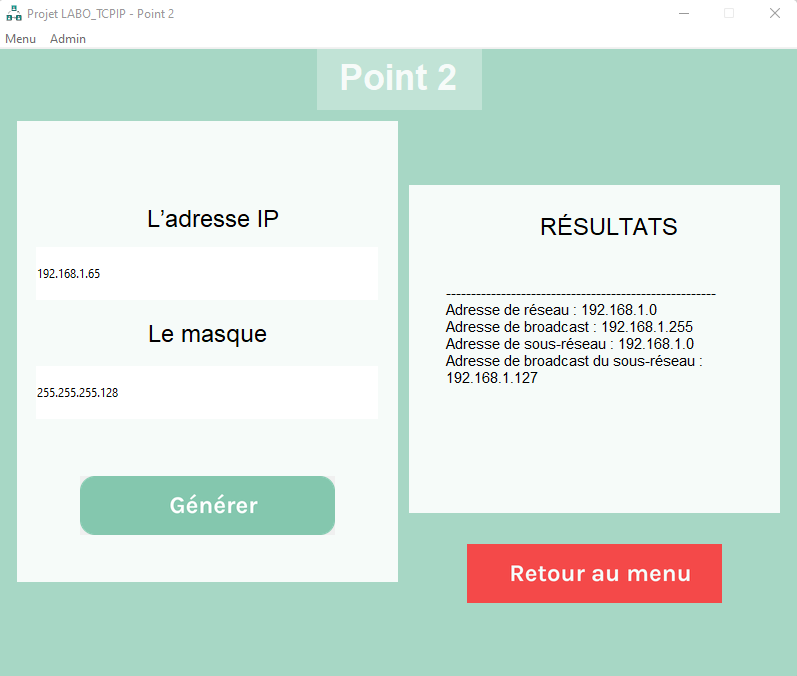 Projet LABO_TCPIP - Point 2
Menu Admin
Point 2
L’adresse IP
192.168.1.65
Le masque
255.255.255.128
Générer
RÉSULTATS
------------------------------------------------------
Adresse de réseau : 192.168.1.0
Adresse de broadcast : 192.168.1.255
Adresse de sous-réseau : 192.168.1.0
Adresse de broadcast du sous-réseau :
192.168.1.127
Retour au menu